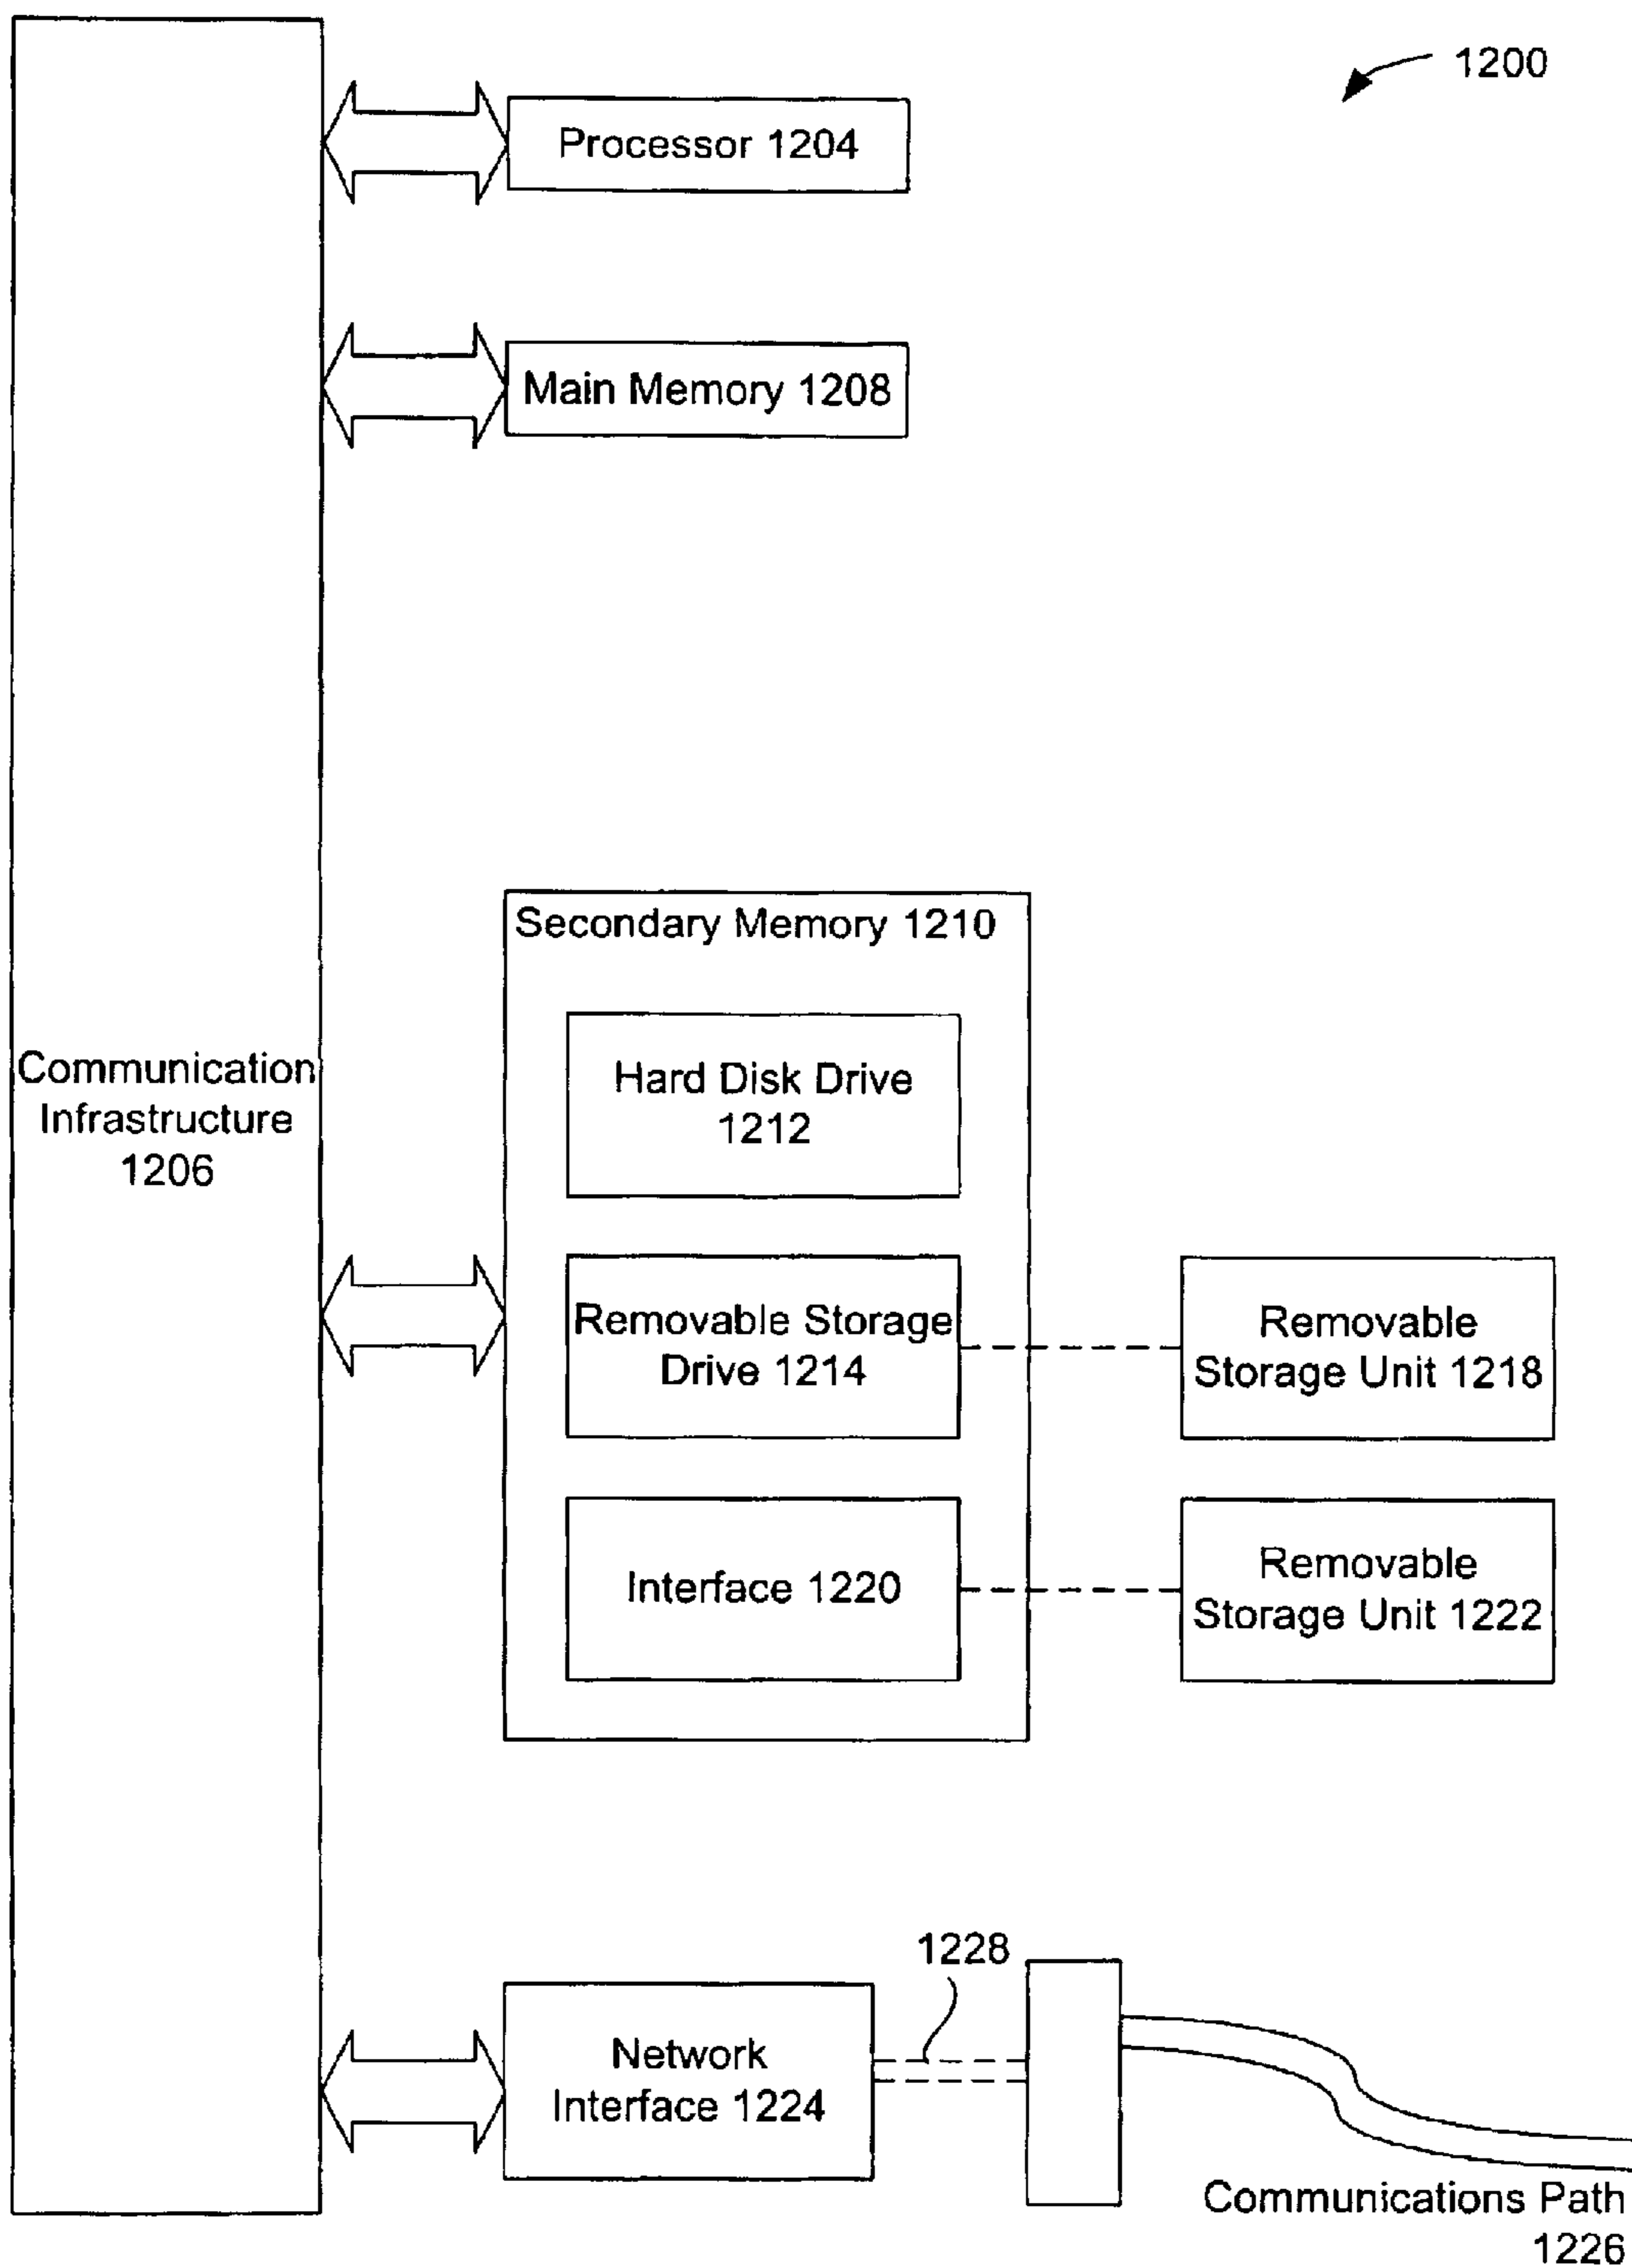 1200
Processor 1204
Main Memory 1208
Secondary Memory 1210
Hard Disk Drive
1212
Communication
Infrastructure
1206
Removable Storage
Drive 1214
Removable
Storage Unit 1218
Interface 1220
Removable
Storage Unit 1222
1228
Network
Interface 1224
Communications Path
1226